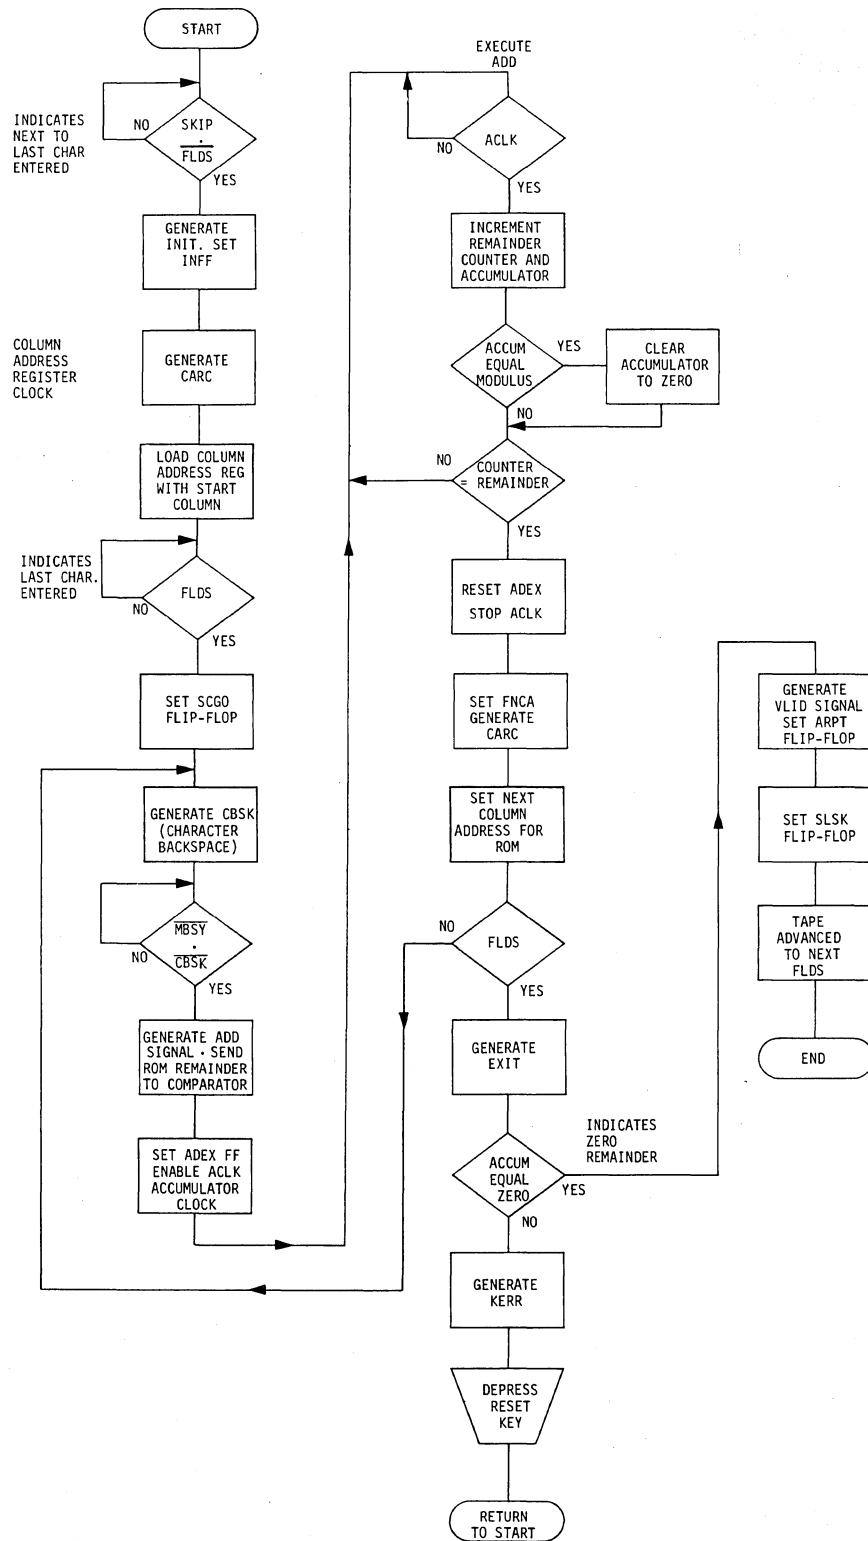 START
INDICATES
NEXT TO
LAST CHAR
ENTERED
NO
SKIP
·
FLDS
YES
GENERATE
INIT. SET
INFF
COLUMN
ADDRESS
REGISTER
CLOCK
GENERATE
CARC
LOAD COLUMN
ADDRESS REG
WITH START
COLUMN
INDICATES
LAST CHAR.
ENTERED
NO
FLDS
YES
SET SCGO
FLIP-FLOP
GENERATE CBSK
(CHARACTER
BACKSPACE)
MBSY
·
CBSK
NO
YES
GENERATE ADD
SIGNAL · SEND
ROM REMAINDER
TO COMPARATOR
SET ADEX FF
ENABLE ACLK
ACCUMULATOR
CLOCK
EXECUTE
ADD
NO
ACLK
YES
INCREMENT
REMAINDER
COUNTER AND
ACCUMULATOR
ACCUM
EQUAL
MODULUS
YES
CLEAR
ACCUMULATOR
TO ZERO
NO
NO
COUNTER
= REMAINDER
YES
RESET ADEX
STOP ACLK
SET FNCA
GENERATE
CARC
SET NEXT
COLUMN
ADDRESS FOR
ROM
NO
FLDS
YES
GENERATE
EXIT
INDICATES
ZERO
REMAINDER
ACCUM
EQUAL
ZERO
YES
NO
GENERATE
KERR
DEPRESS
RESET
KEY
RETURN
TO START
GENERATE
VLID SIGNAL
SET ARPT
FLIP-FLOP
SET SLSK
FLIP-FLOP
TAPE
ADVANCED
TO NEXT
FLDS
END